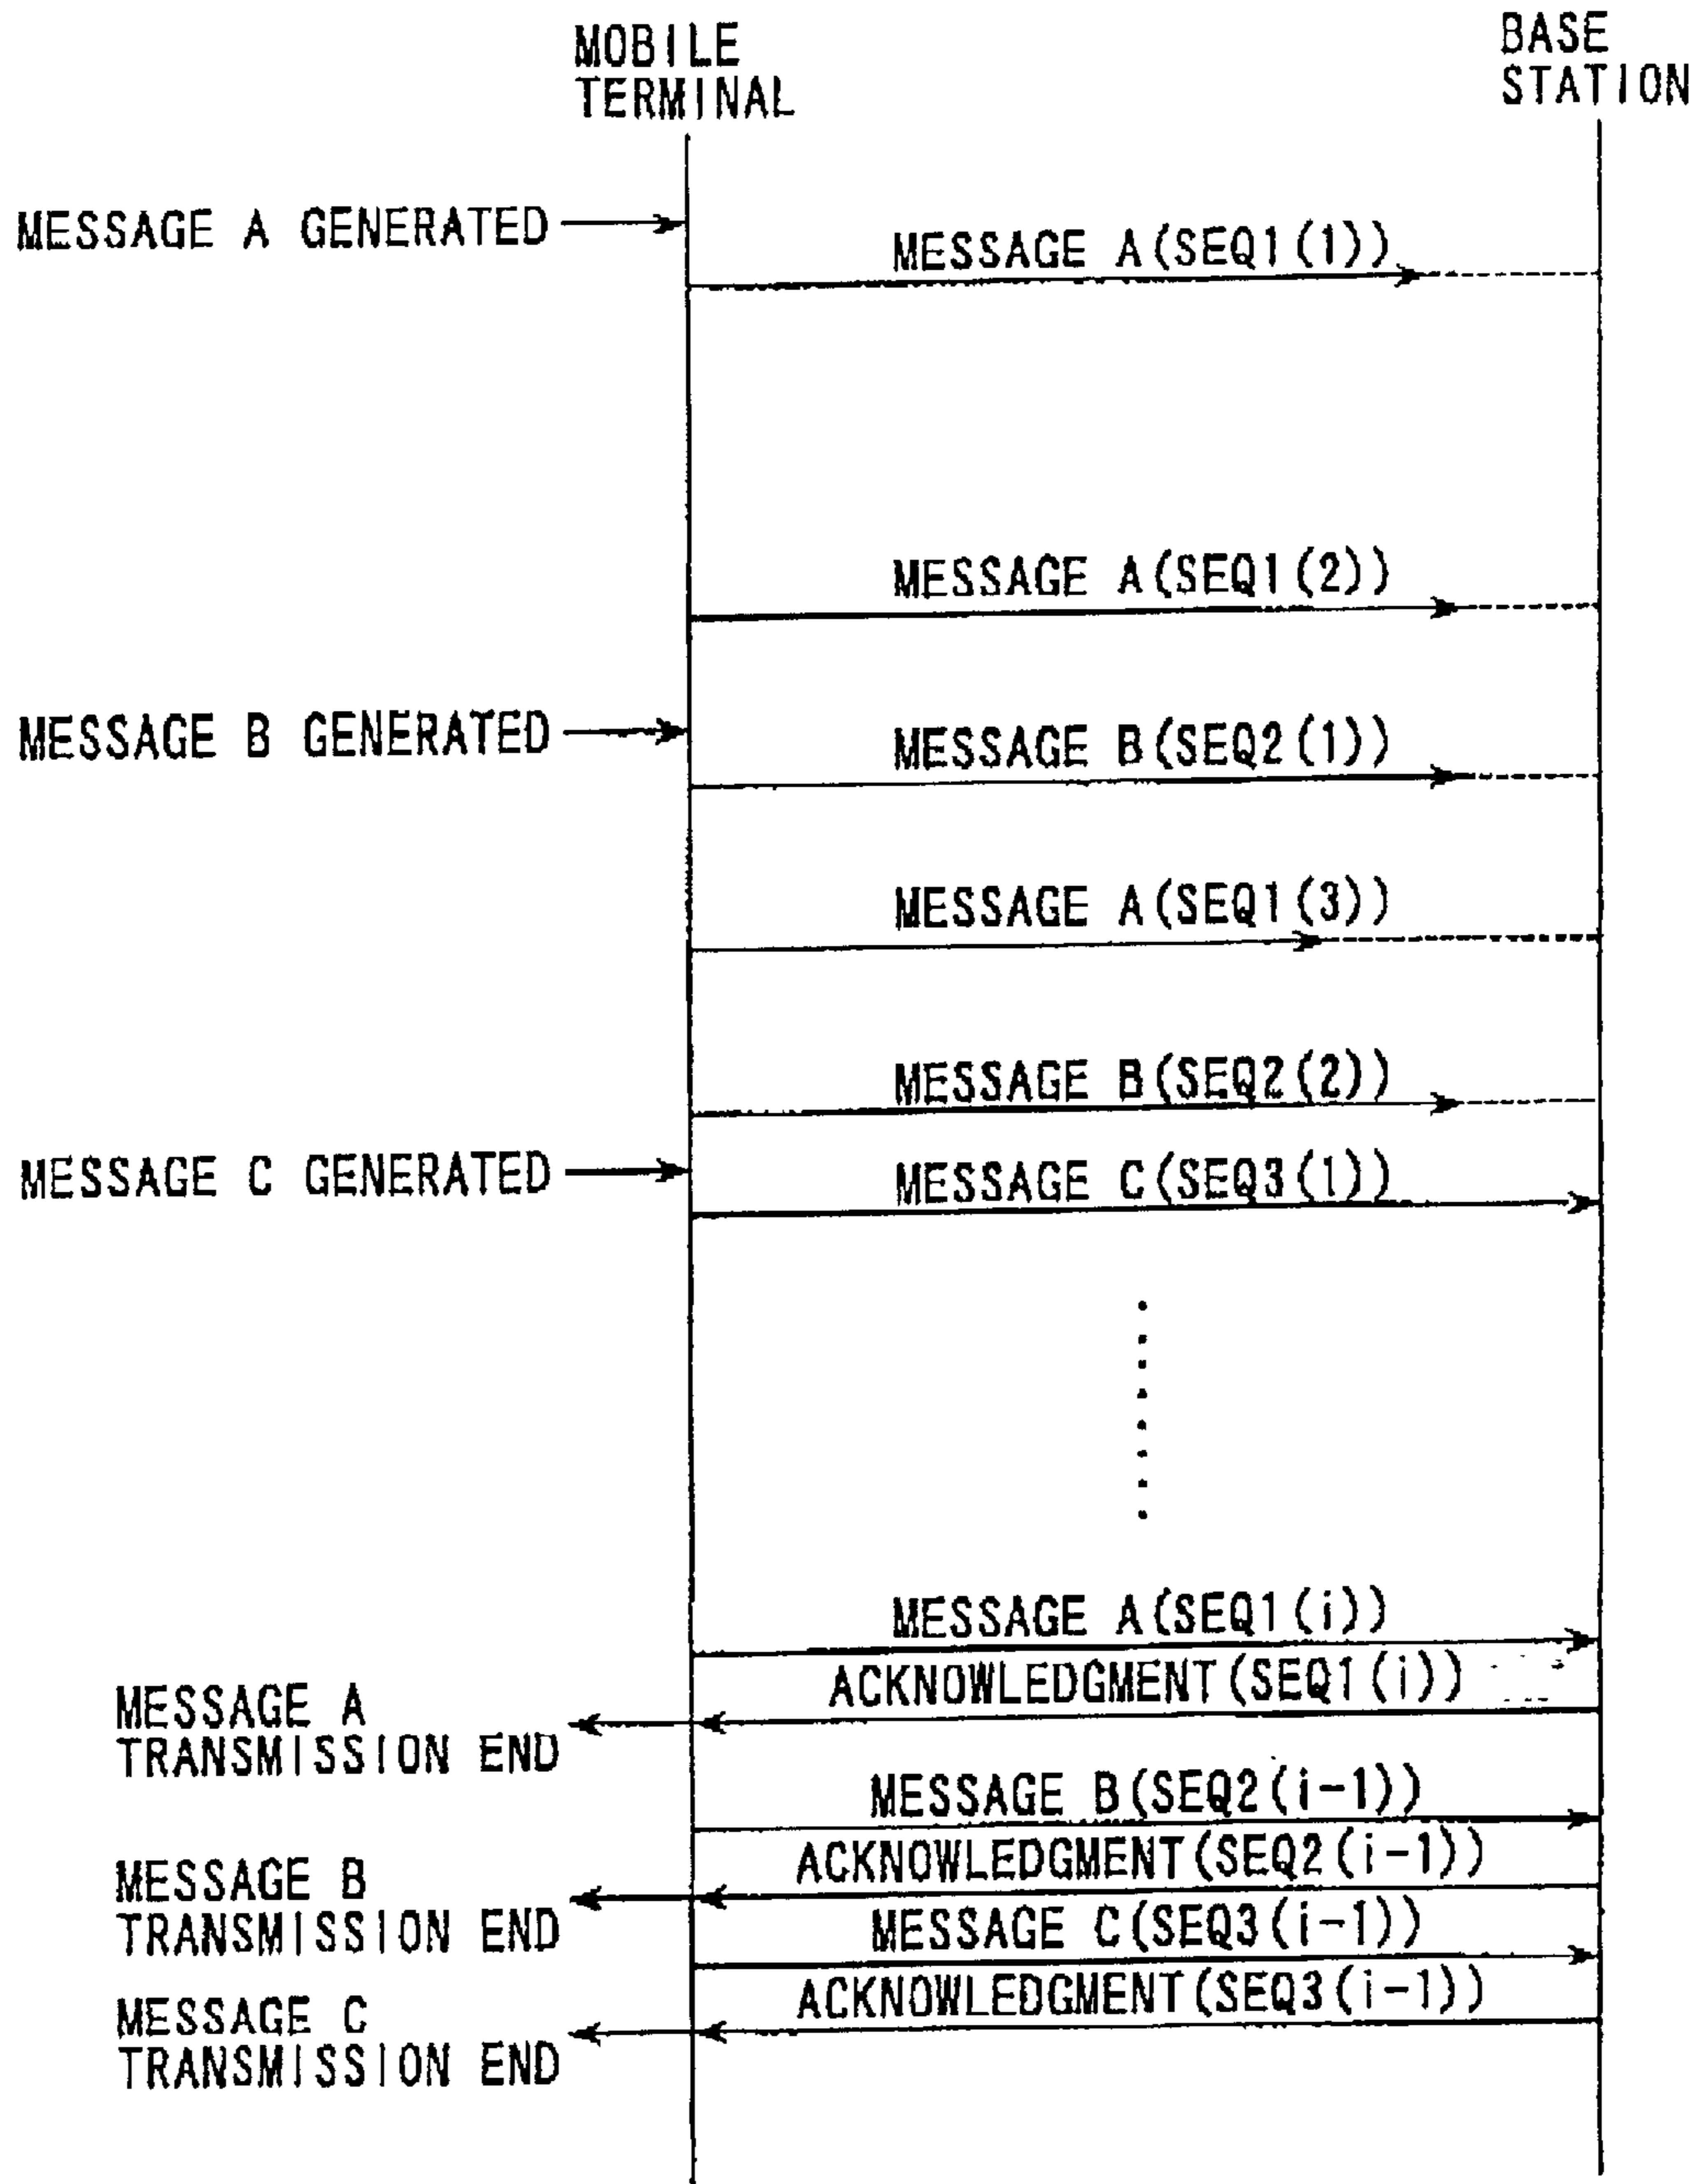 MOBILE
TERMINAL
BASE
STATION
MESSAGE A GENERATED
MESSAGE A(SEQ1(1))
MESSAGE A(SEQ1(2))
MESSAGE B GENERATED
MESSAGE B(SEQ2(1))
MESSAGE A(SEQ1(3))
MESSAGE B(SEQ2(2))
MESSAGE C GENERATED
MESSAGE C(SEQ3(1))
MESSAGE A(SEQ1(i))
ACKNOWLEDGMENT(SEQ1(i))
MESSAGE A
TRANSMISSION END
MESSAGE B(SEQ2(i-1))
ACKNOWLEDGMENT(SEQ2(i-1))
MESSAGE B
TRANSMISSION END
MESSAGE C(SEQ3(i-1))
ACKNOWLEDGMENT(SEQ3(i-1))
MESSAGE C
TRANSMISSION END